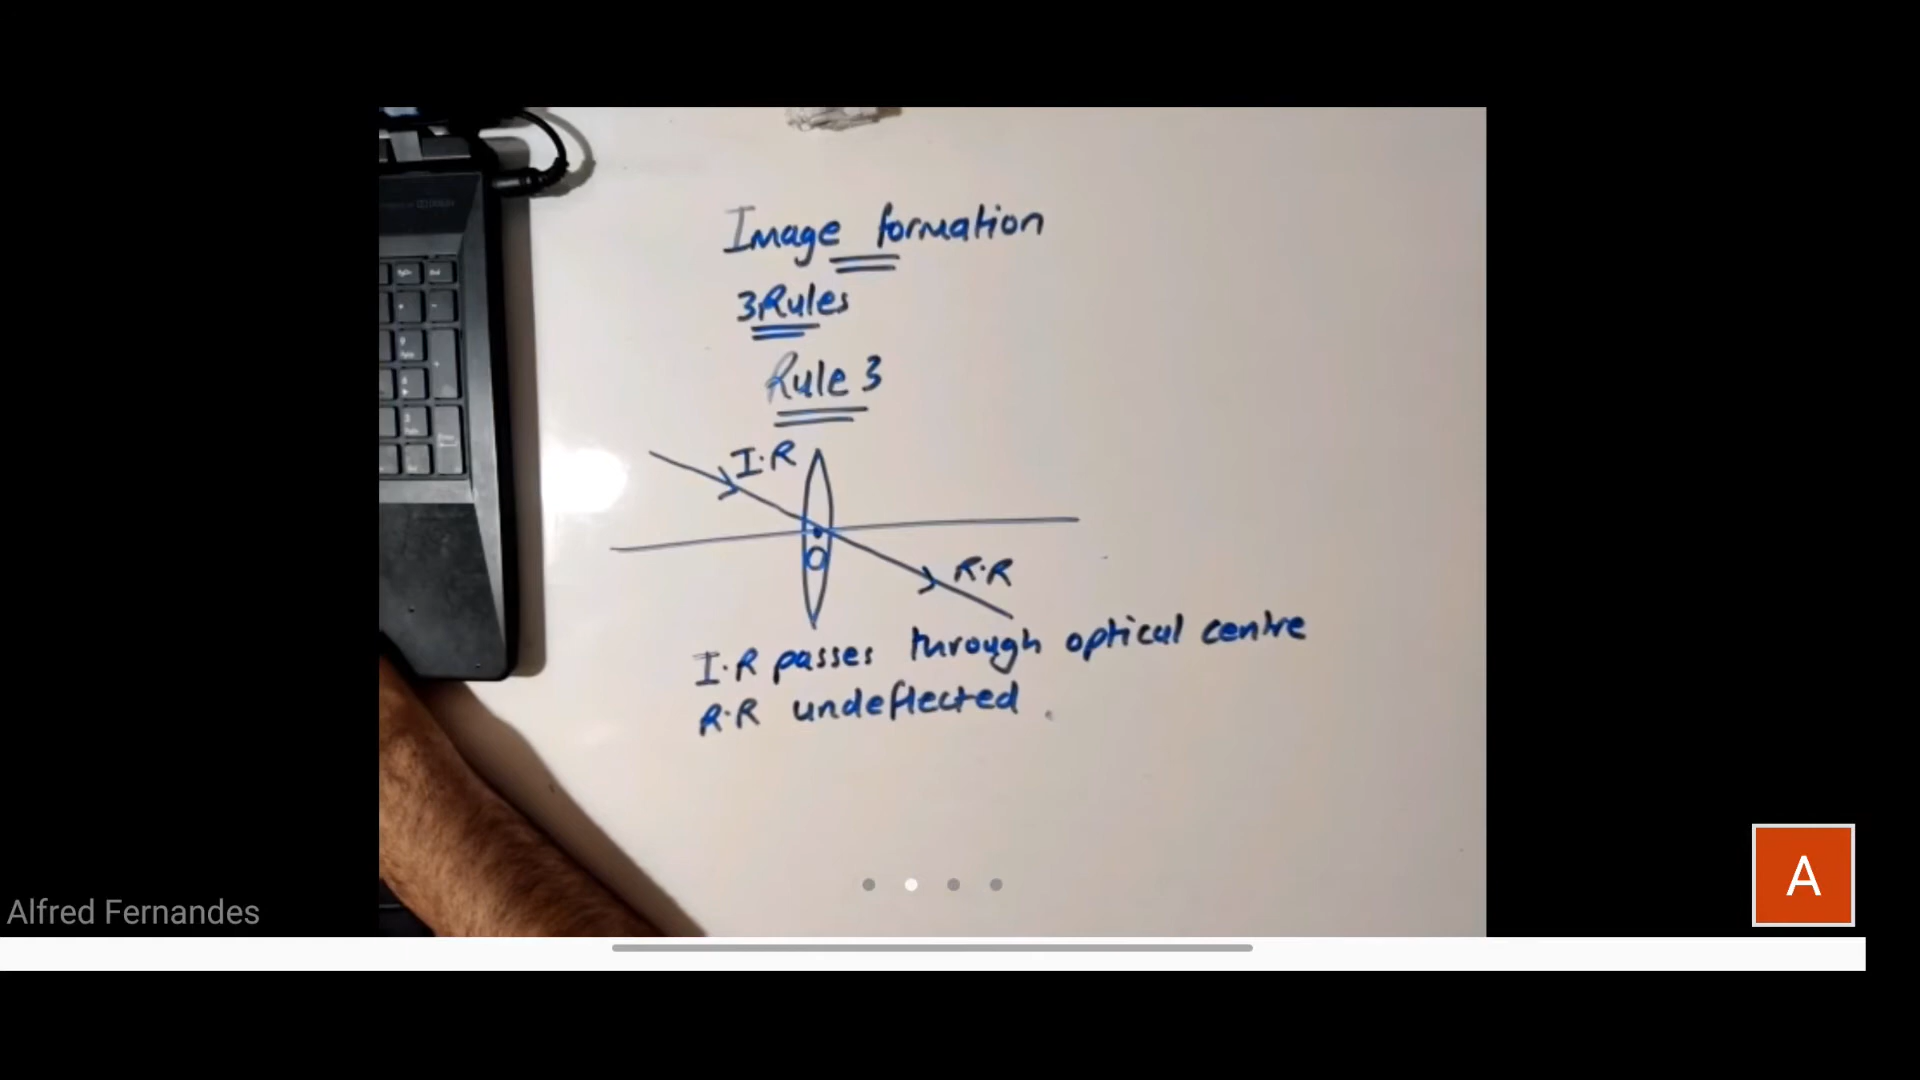 Image formation
3 Rules
Rule 3
I.R
O
R.R
I.R passes through optical centre
R.R undeflected.
Alfred Fernandes
A